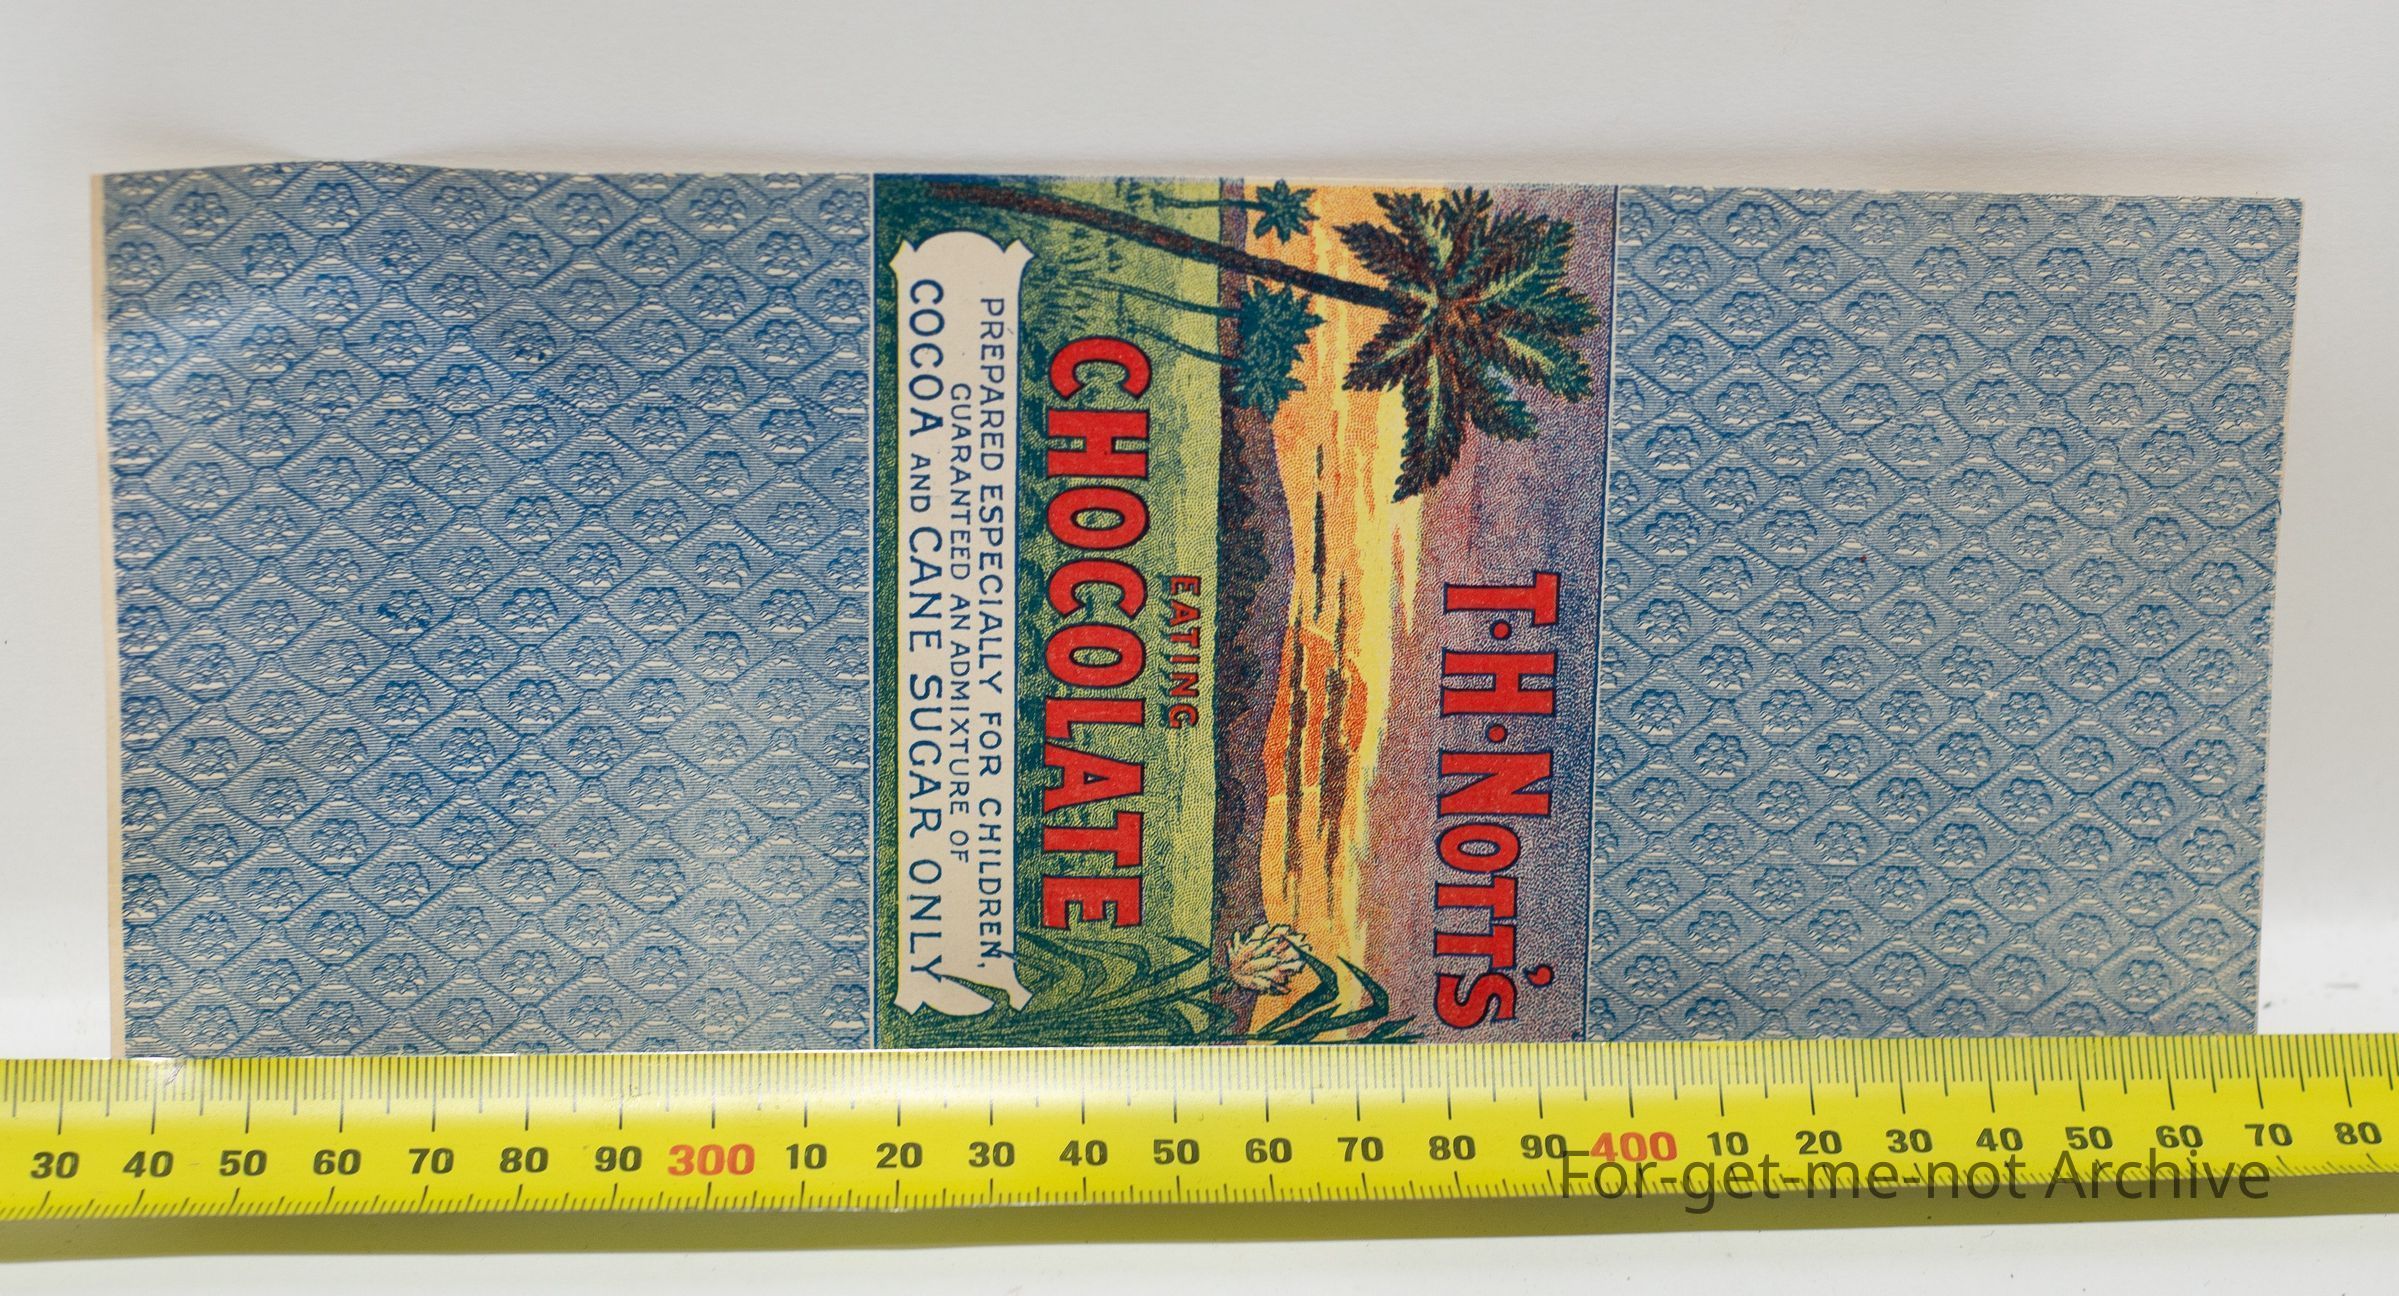 T·H·NOTT'S
EATING
CHOCOLATE
PREPARED ESPECIALLY FOR CHILDREN,
GUARANTEED AN ADMIXTURE OF
COCOA AND CANE SUGAR ONLY
30 40 50 60 70 80 90 300 10 20 30 40 50 60 70 80 90 400 10 20 30 40 50 60 70 80
For-get-me-not Archive